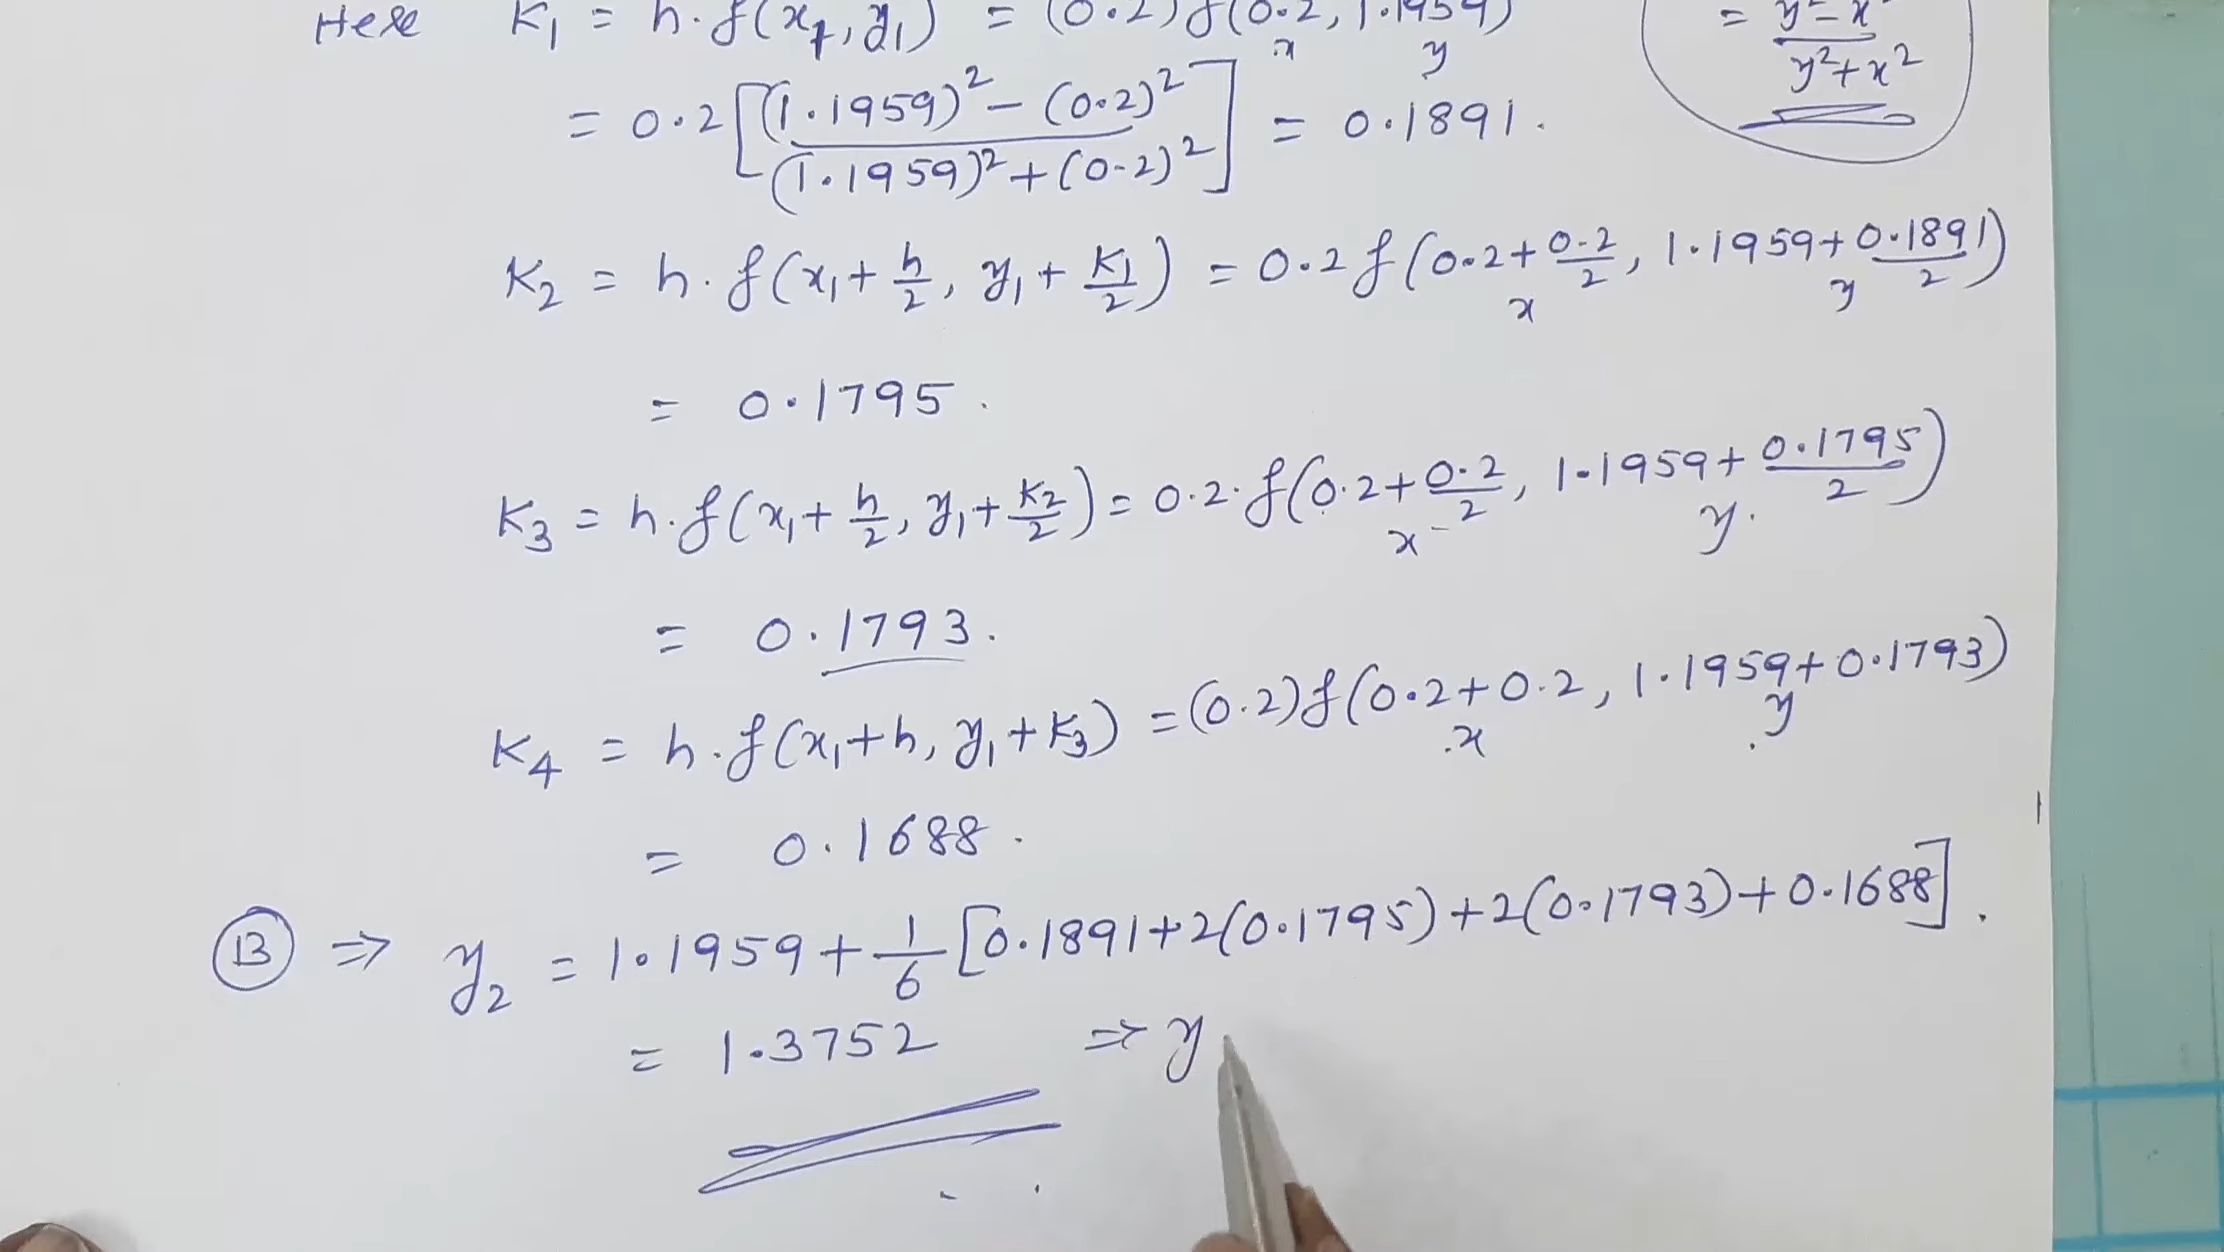 Here K₁ = h.f(x₁, y₁) = (0.2) f(0.2, 1.1959)
x y
= y² - x² / y² + x²
= 0.2 [(1.1959)² - (0.2)² / (1.1959)² + (0.2)²] = 0.1891.
K₂ = h.f(x₁ + h/2, y₁ + K₁/2) = 0.2 f(0.2 + 0.2/2, 1.1959 + 0.1891/2)
x y
= 0.1795.
K₃ = h.f(x₁ + h/2, y₁ + K₂/2) = 0.2.f(0.2 + 0.2/2, 1.1959 + 0.1795/2)
x y.
= 0.1793.
K₄ = h.f(x₁+h, y₁+K₃) = (0.2) f(0.2+0.2, 1.1959+0.1793)
x y
= 0.1688.
B ⇒ y₂ = 1.1959 + 1/6 [0.1891 + 2(0.1795) + 2(0.1793) + 0.1688].
= 1.3752 ⇒ y